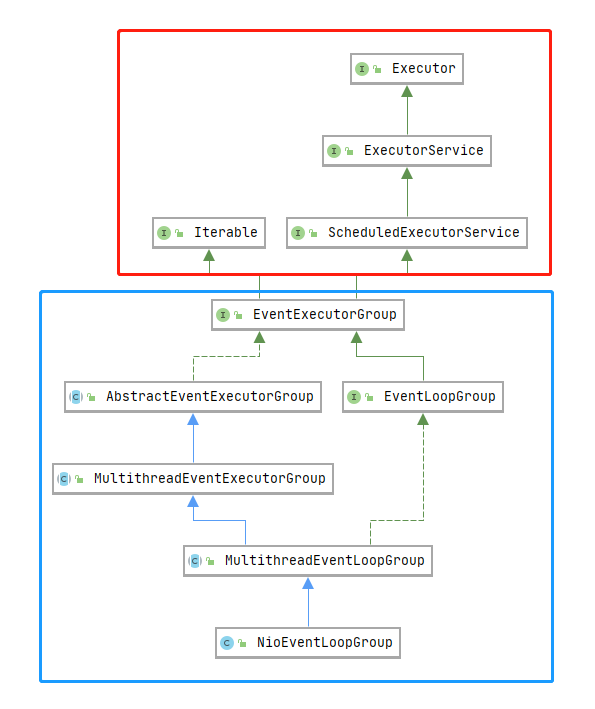 I Executor
I ExecutorService
I Iterable
I ScheduledExecutorService
I EventExecutorGroup
C AbstractEventExecutorGroup
I EventLoopGroup
C MultithreadEventExecutorGroup
C MultithreadEventLoopGroup
C NioEventLoopGroup